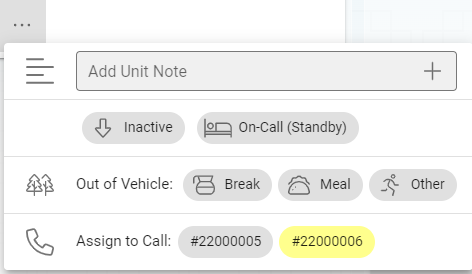 ...
Add Unit Note
Inactive On-Call (Standby)
Out of Vehicle: Break Meal Other
Assign to Call: #22000005 #22000006